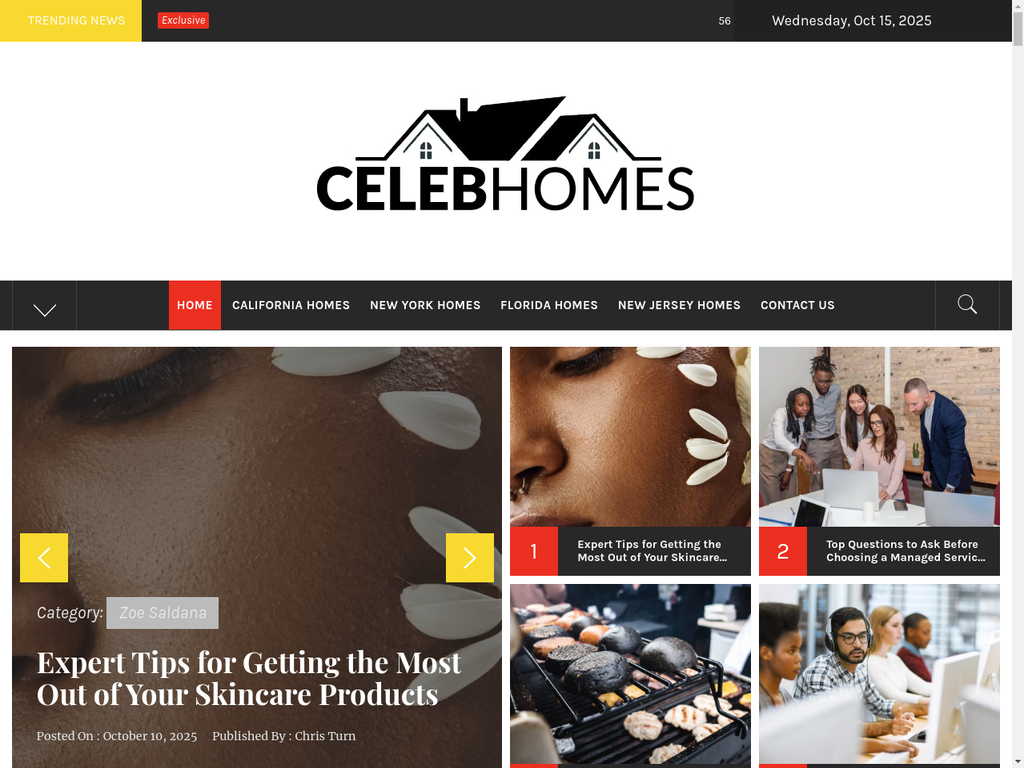 TRENDING NEWS
Exclusive
56
Wednesday, Oct 15, 2025
CELEBHOMES
HOME
CALIFORNIA HOMES
NEW YORK HOMES
FLORIDA HOMES
NEW JERSEY HOMES
CONTACT US
Category: Zoe Saldana
Expert Tips for Getting the Most
Out of Your Skincare Products
Posted On : October 10, 2025 Published By : Chris Turn
1
Expert Tips for Getting the
Most Out of Your Skincare...
2
Top Questions to Ask Before
Choosing a Managed Servic...